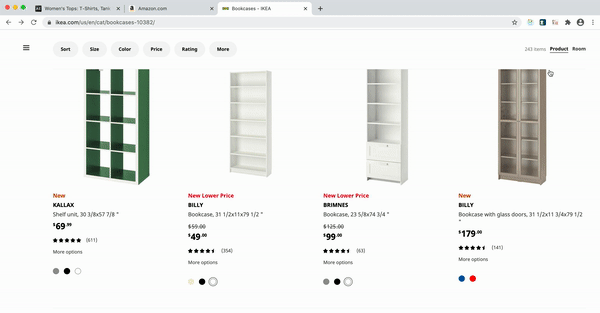 Women's Tops: T-Shirts, Tan
Amazon.com
Bookcases - IKEA
ikea.com/us/en/cat/bookcases-10382/
Sort Size Color Price Rating More
242 items Product Room
New
KALLAX
Shelf unit, 30 3/8x57 7/8 "
$69.99
(611)
More options
New Lower Price
BILLY
Bookcase, 31 1/2x11x79 1/2 "
$59.00
$49.00
(354)
More options
New Lower Price
BRIMNES
Bookcase, 23 5/8x74 3/4 "
$125.00
$99.00
(63)
More options
New
BILLY
Bookcase with glass doors, 31 1/2x11 3/4x79 1/2
"
$179.00
(141)
More options